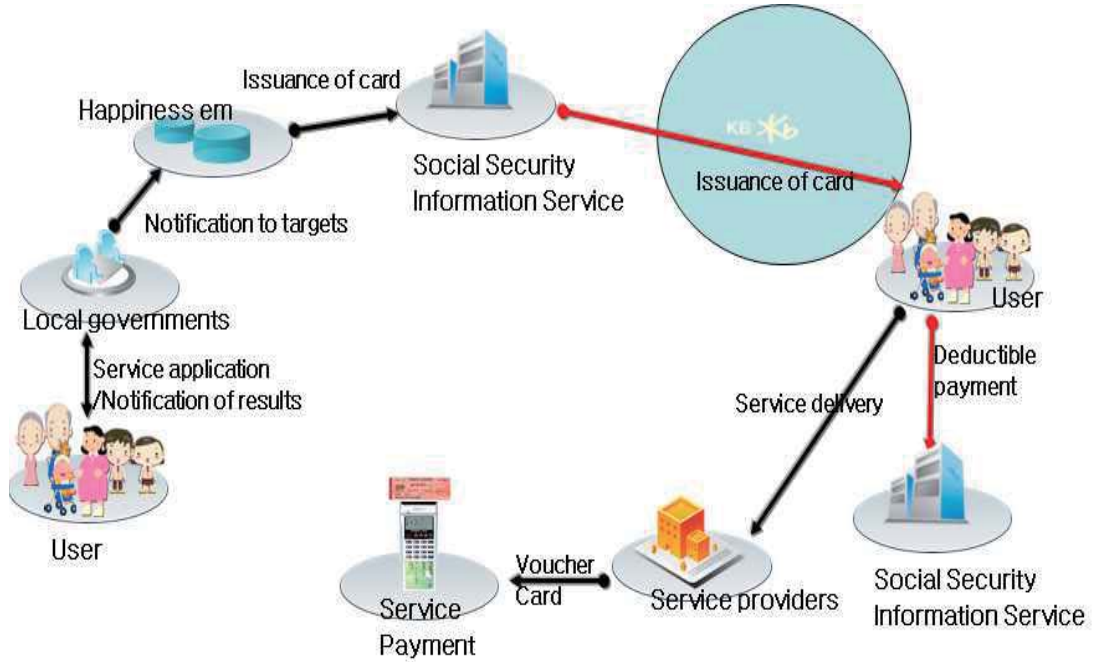 Issuance of card
Happiness em
Social Security
Information Service
KB
Issuance of card
Notification to targets
User
Local governments
Service application
/Notification of results
Deductible
payment
Service delivery
User
Voucher
Card
Service providers
Service
Payment
Social Security
Information Service